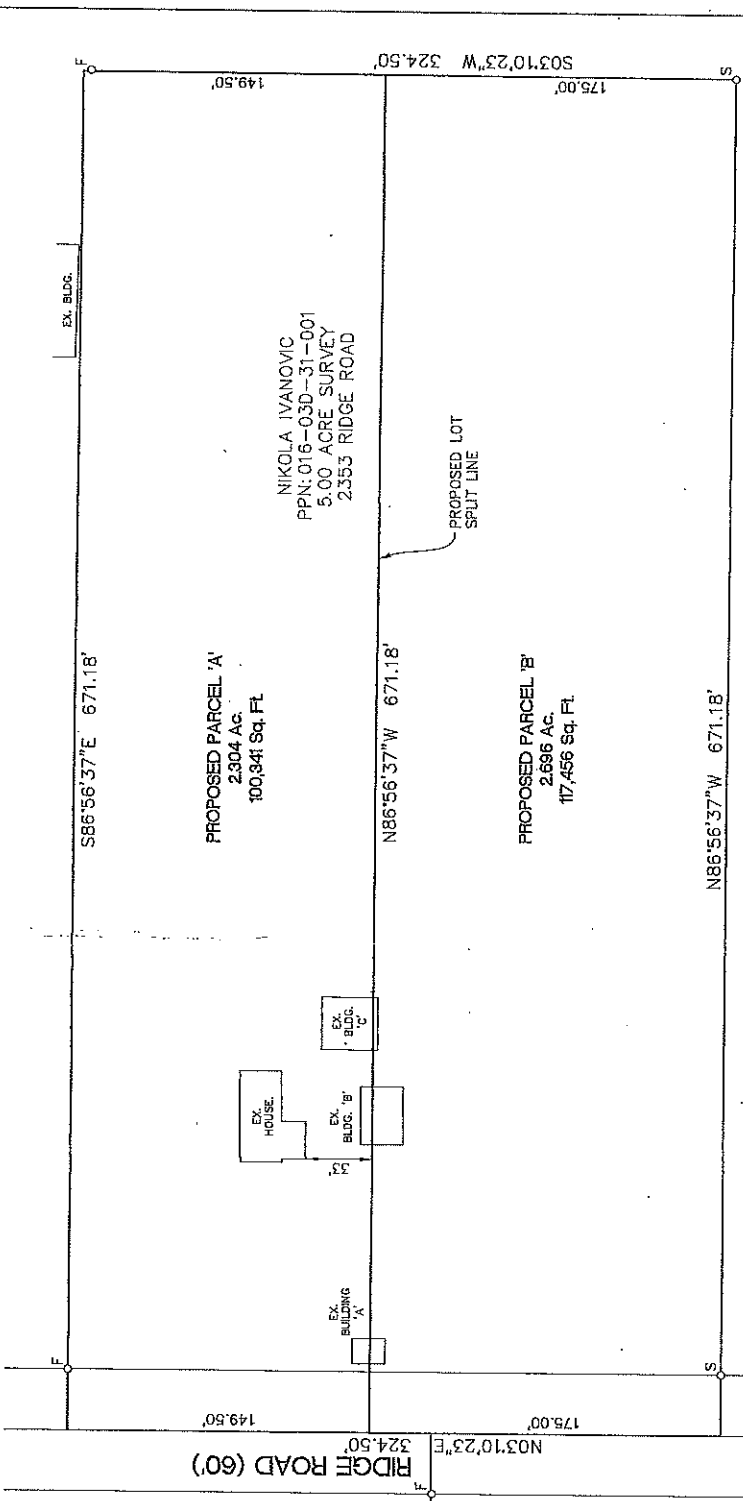 F
149.50'
S03°10'23"W 324.50'
175.00'
S
EX. BLDG.
NIKOLA IVANOVIC
PPN:016-03D-31-001
5.00 ACRE SURVEY
2353 RIDGE ROAD
PROPOSED LOT
SPLIT LINE
S86°56'37"E 671.18'
PROPOSED PARCEL 'A'
2.304 Ac.
100,341 Sq. Ft.
N86°56'37"W 671.18'
PROPOSED PARCEL 'B'
2.696 Ac.
117,456 Sq. Ft.
N86°56'37"W 671.18'
EX.
BLDG.
'C'
EX.
HOUSE.
EX.
BLDG. 'B'
33'
EX.
BUILDING
'A'
F
S
149.50'
175.00'
N03°10'23"E 324.50'
RIDGE ROAD (60')
F